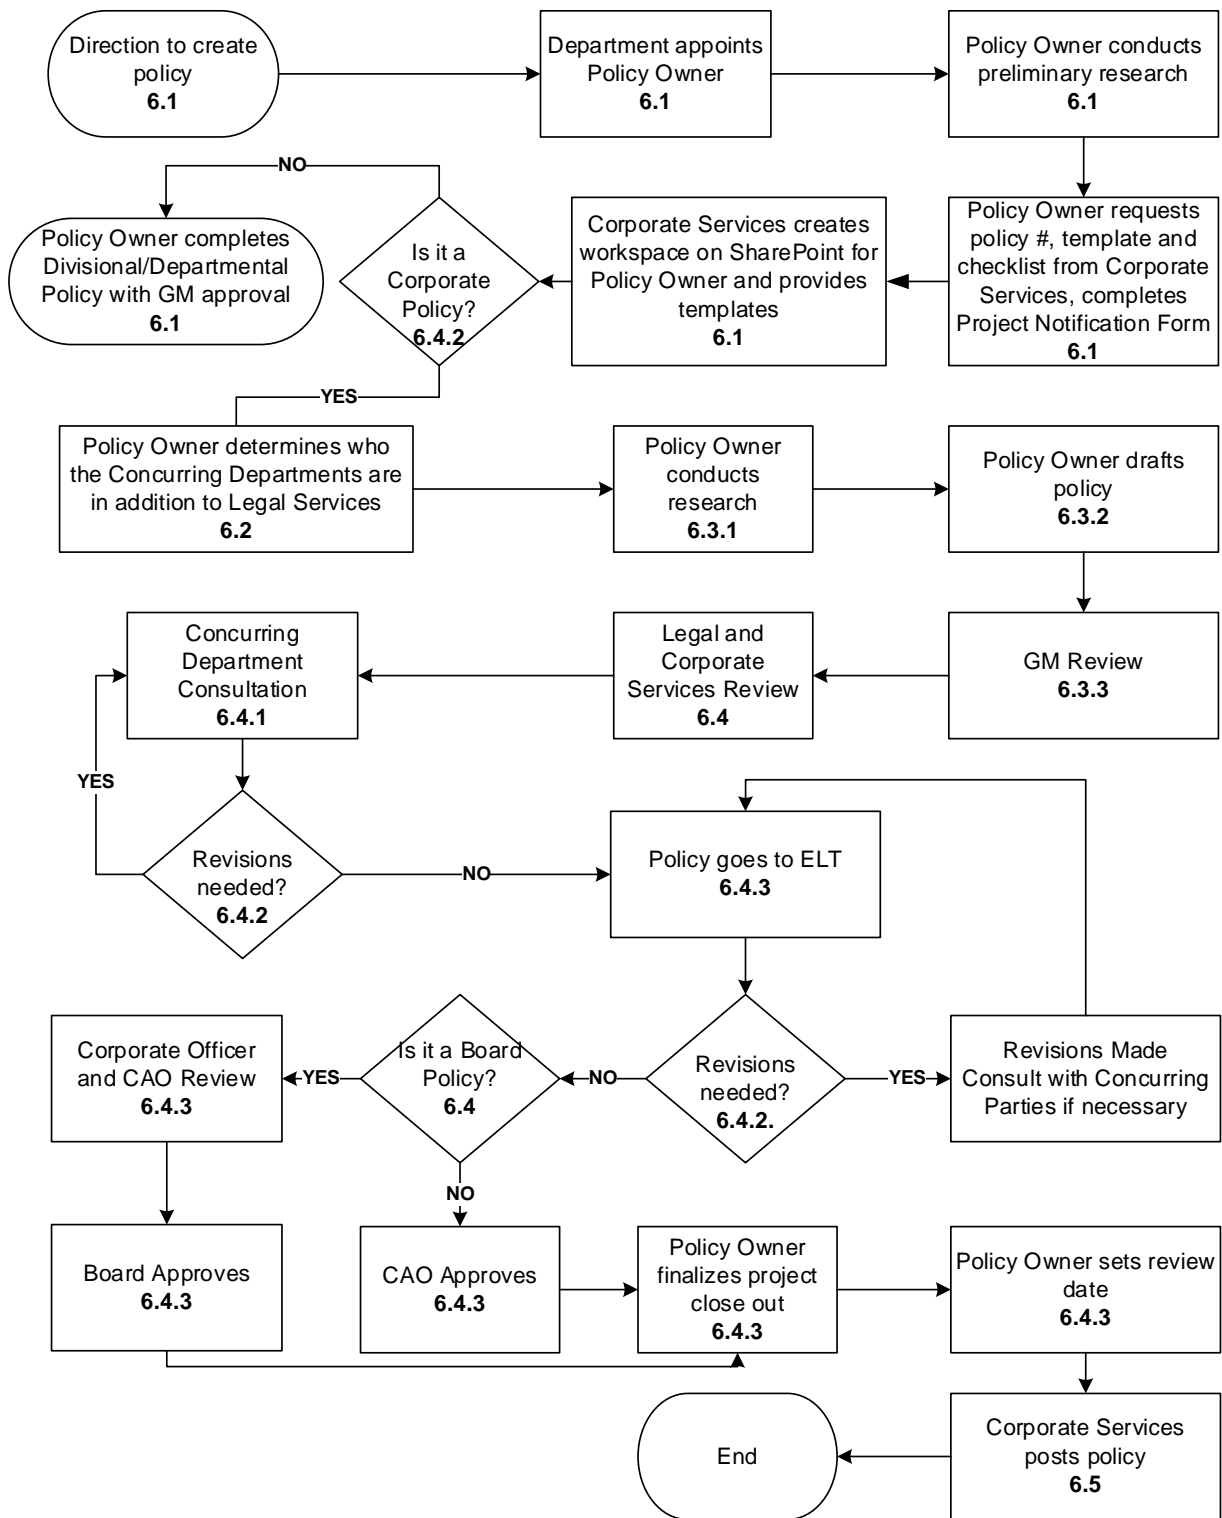 Direction to create
policy
6.1
Department appoints
Policy Owner
6.1
Policy Owner conducts
preliminary research
6.1
NO
Policy Owner completes
Divisional/Departmental
Policy with GM approval
6.1
Is it a
Corporate
Policy?
6.4.2
Corporate Services creates
workspace on SharePoint for
Policy Owner and provides
templates
6.1
Policy Owner requests
policy #, template and
checklist from Corporate
Services, completes
Project Notification Form
6.1
YES
Policy Owner determines who
the Concurring Departments are
in addition to Legal Services
6.2
Policy Owner
conducts
research
6.3.1
Policy Owner drafts
policy
6.3.2
Concurring
Department
Consultation
6.4.1
Legal and
Corporate
Services Review
6.4
GM Review
6.3.3
YES
Revisions
needed?
6.4.2
NO
Policy goes to ELT
6.4.3
Corporate Officer
and CAO Review
6.4.3
YES
Is it a Board
Policy?
6.4
NO
Revisions
needed?
6.4.2.
YES
Revisions Made
Consult with Concurring
Parties if necessary
NO
Board Approves
6.4.3
CAO Approves
6.4.3
Policy Owner
finalizes project
close out
6.4.3
Policy Owner sets review
date
6.4.3
End
Corporate Services
posts policy
6.5